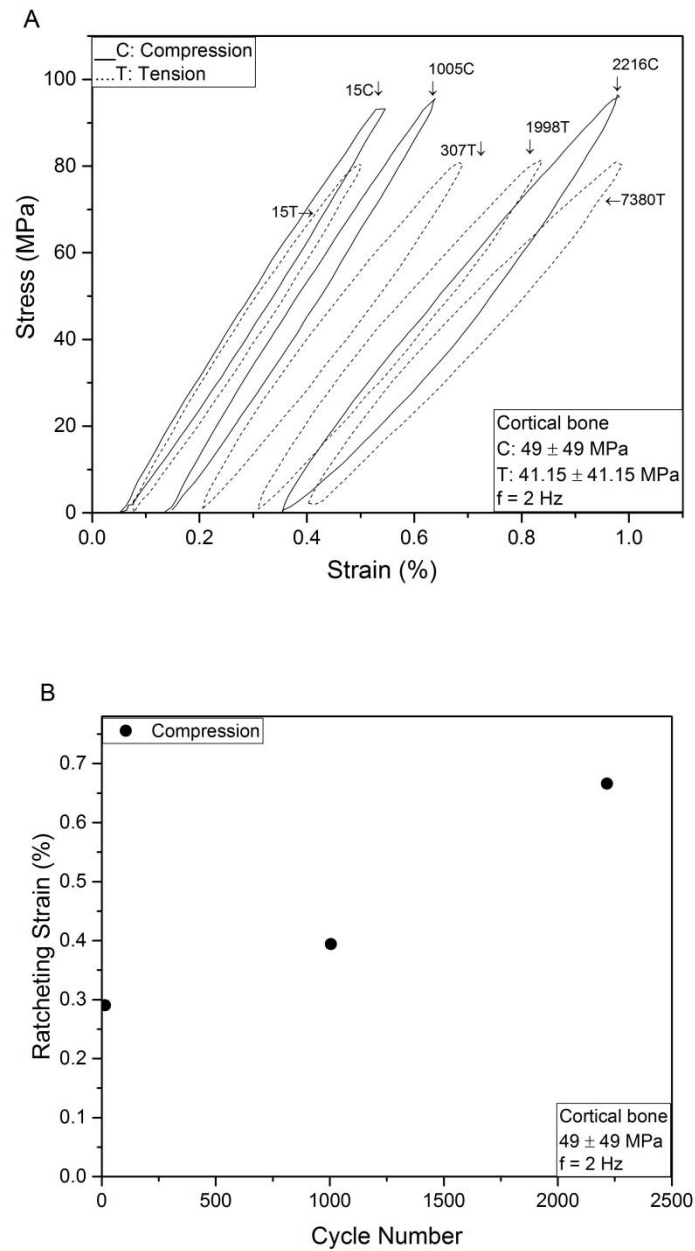 A
C: Compression
T: Tension
15C↓
1005C
↓
2216C
↓
307T↓
1998T
↓
15T→
←7380T
100
80
60
40
20
0
Stress (MPa)
Cortical bone
C: 49 ± 49 MPa
T: 41.15 ± 41.15 MPa
f = 2 Hz
0.0 0.2 0.4 0.6 0.8 1.0
Strain (%)
B
Compression
0.7
0.6
0.5
0.4
0.3
0.2
0.1
0.0
Ratcheting Strain (%)
Cortical bone
49 ± 49 MPa
f = 2 Hz
0 500 1000 1500 2000 2500
Cycle Number